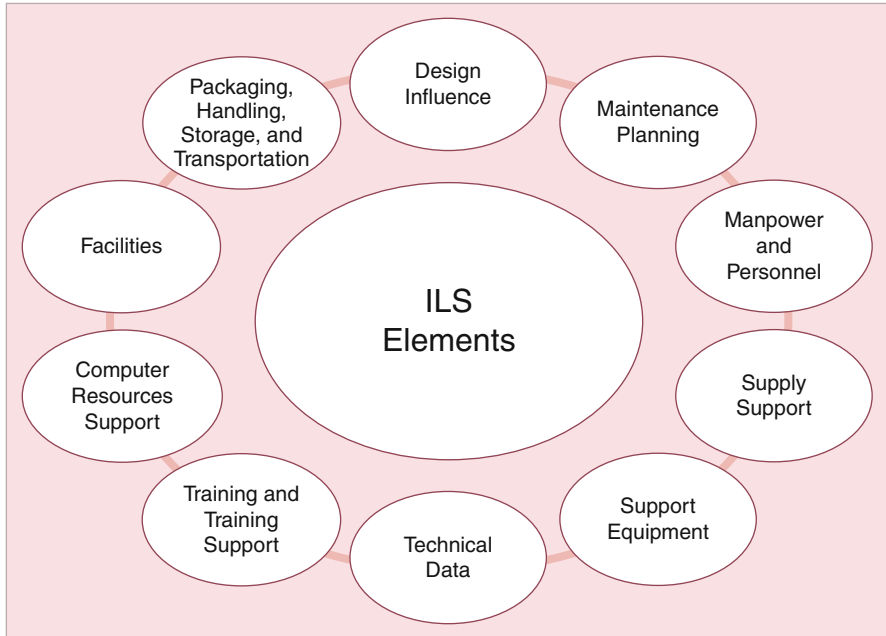 Design
Influence
Maintenance
Planning
Manpower
and
Personnel
Supply
Support
Support
Equipment
Technical
Data
Training and
Training
Support
Computer
Resources
Support
Facilities
Packaging,
Handling,
Storage, and
Transportation
ILS
Elements